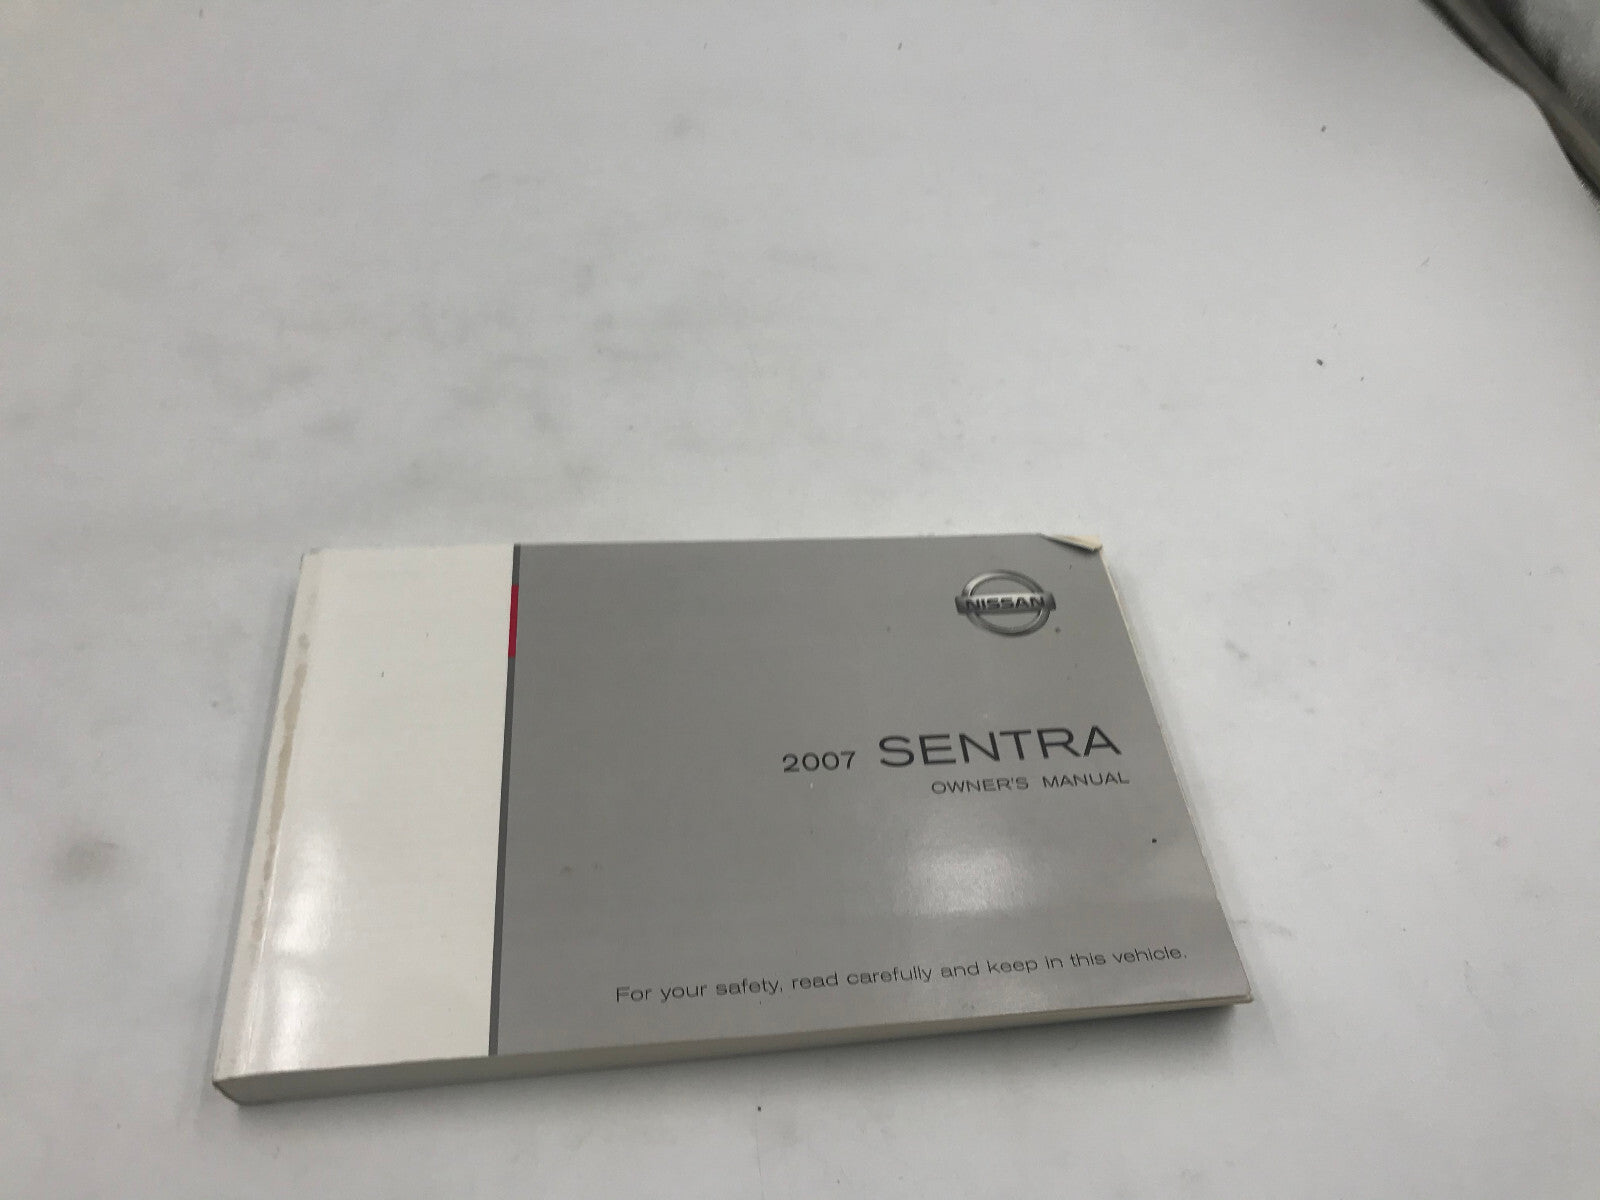 NISSAN
2007 SENTRA
OWNER'S MANUAL
For your safety, read carefully and keep in this vehicle.